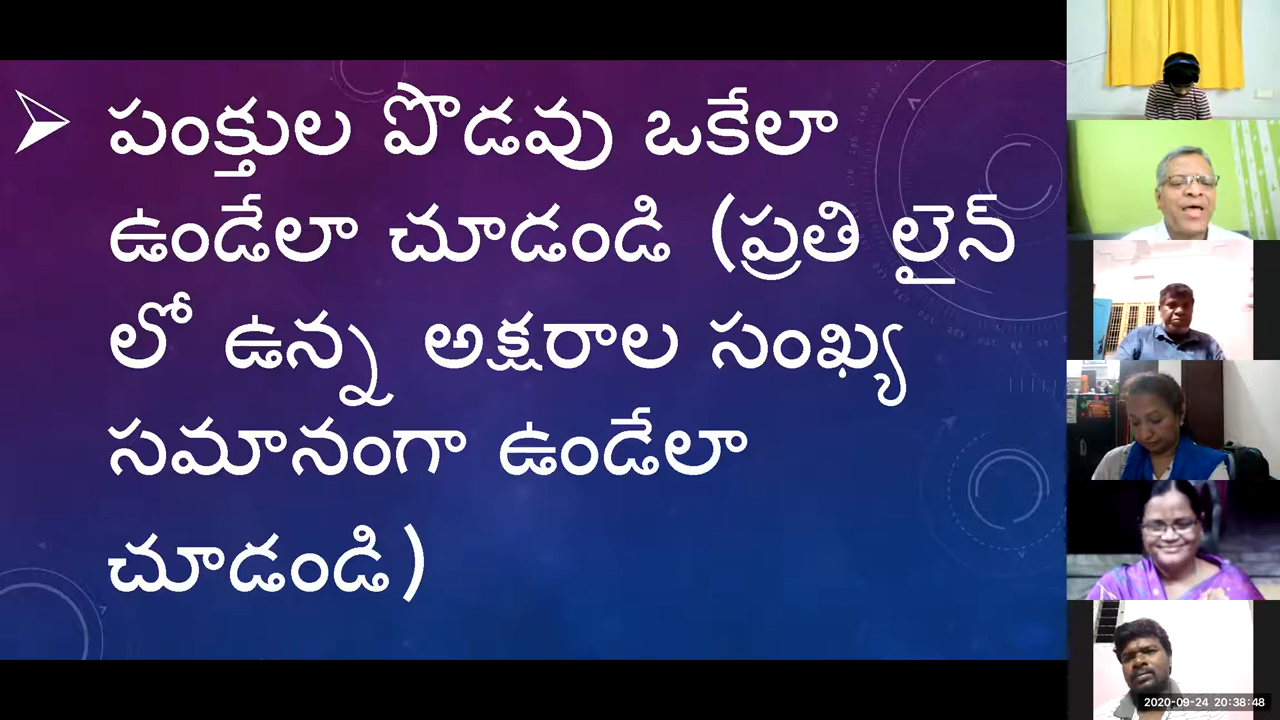 పంక్తుల పొడవు ఒకేలా
ఉండేలా చూడండి (ప్రతి లైన్
లో ఉన్న అక్షరాల సంఖ్య
సమానంగా ఉండేలా
చూడండి)
2020-09-24 20:38:48